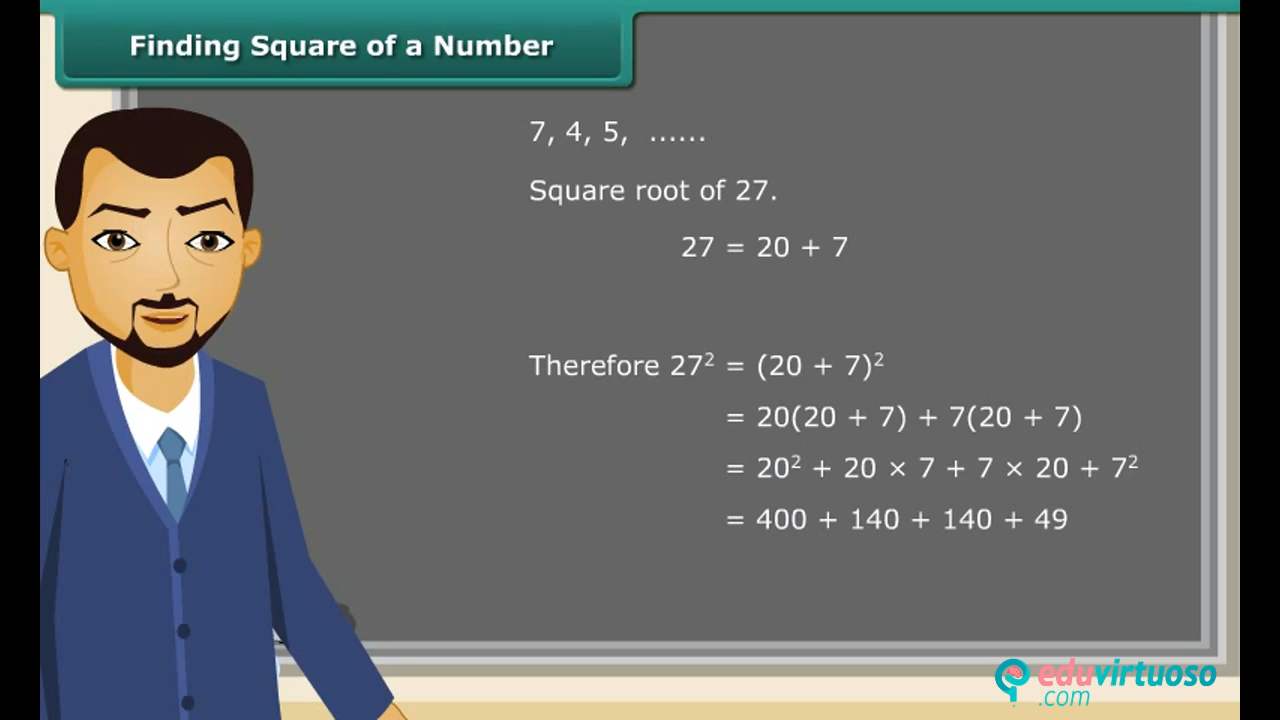 Finding Square of a Number
7, 4, 5, ......
Square root of 27.
27 = 20 + 7
Therefore 27² = (20 + 7)²
= 20(20 + 7) + 7(20 + 7)
= 20² + 20 × 7 + 7 × 20 + 7²
= 400 + 140 + 140 + 49
eduvirtuoso
.com